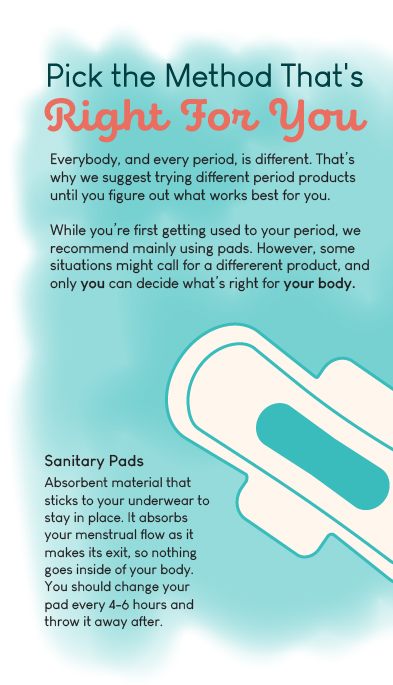 Pick the Method That's
Right For You
Everybody, and every period, is different. That's
why we suggest trying different period products
until you figure out what works best for you.
While you're first getting used to your period, we
recommend mainly using pads. However, some
situations might call for a differerent product, and
only you can decide what's right for your body.
Sanitary Pads
Absorbent material that
sticks to your underwear to
stay in place. It absorbs
your menstrual flow as it
makes its exit, so nothing
goes inside of your body.
You should change your
pad every 4-6 hours and
throw it away after.